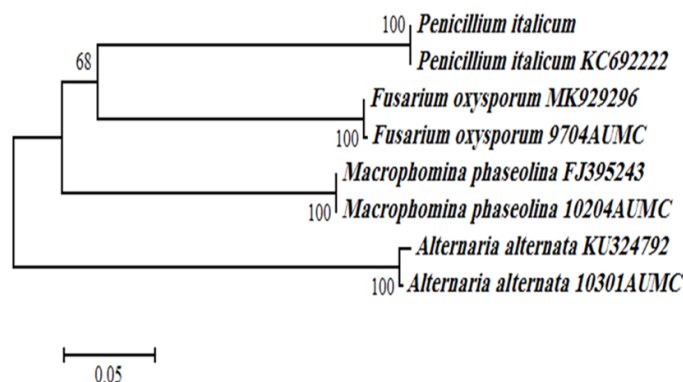 100 Penicillium italicum
Penicillium italicum KC692222
68
Fusarium oxysporum MK929296
100 Fusarium oxysporum 9704AUMC
Macrophomina phaseolina FJ395243
100 Macrophomina phaseolina 10204AUMC
Alternaria alternata KU324792
100 Alternaria alternata 10301AUMC
0.05